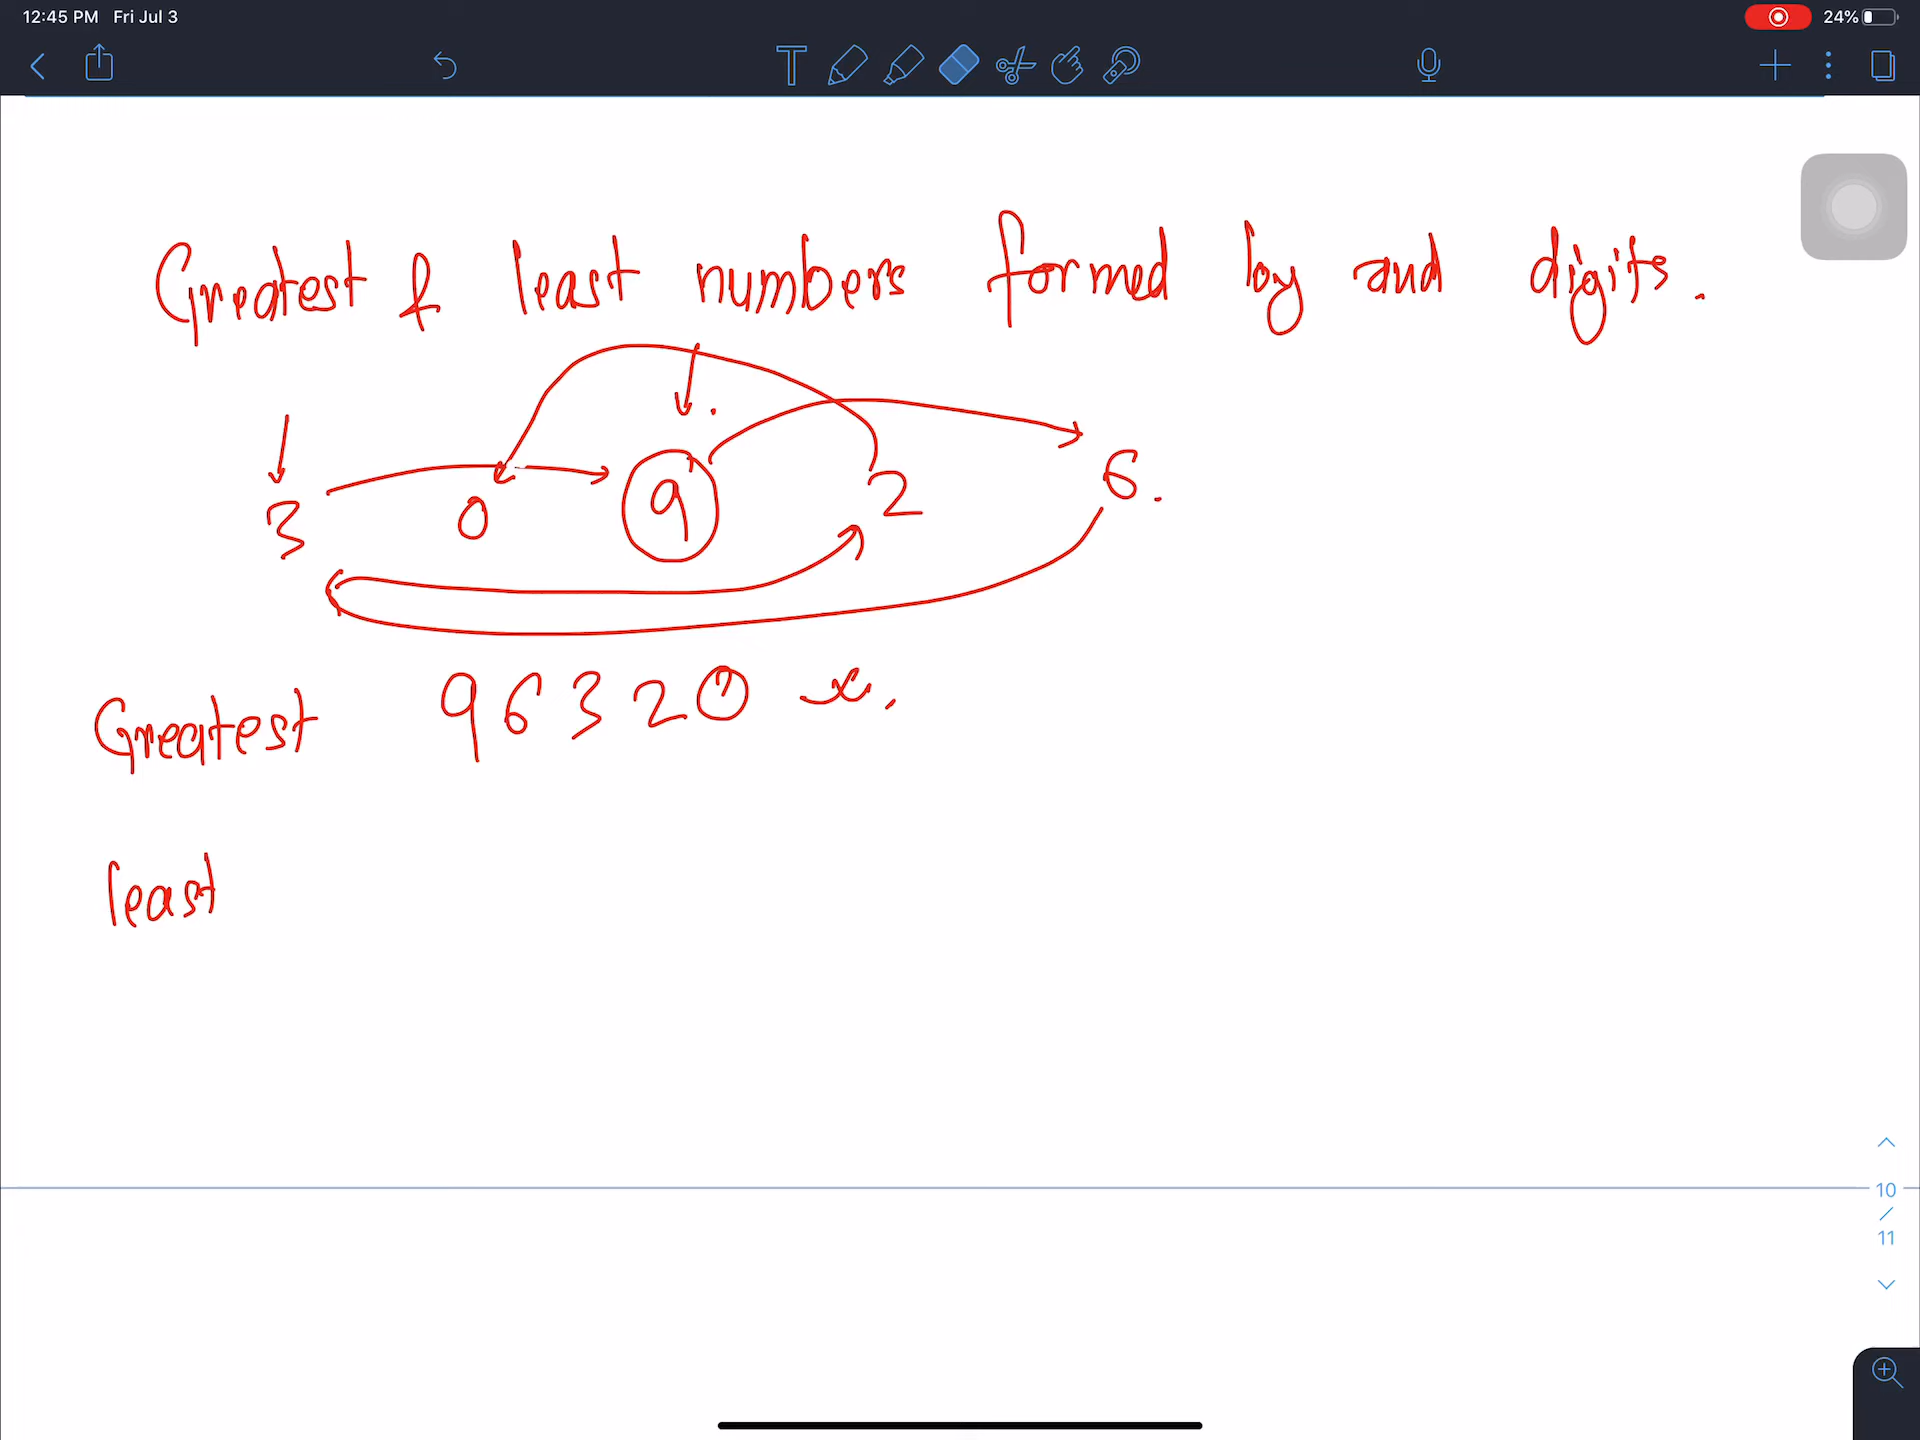 12:45 PM Fri Jul 3
24%
T
Greatest & least numbers formed by and digits.
3 0 9 2 6.
Greatest 96320
least
10
/
11